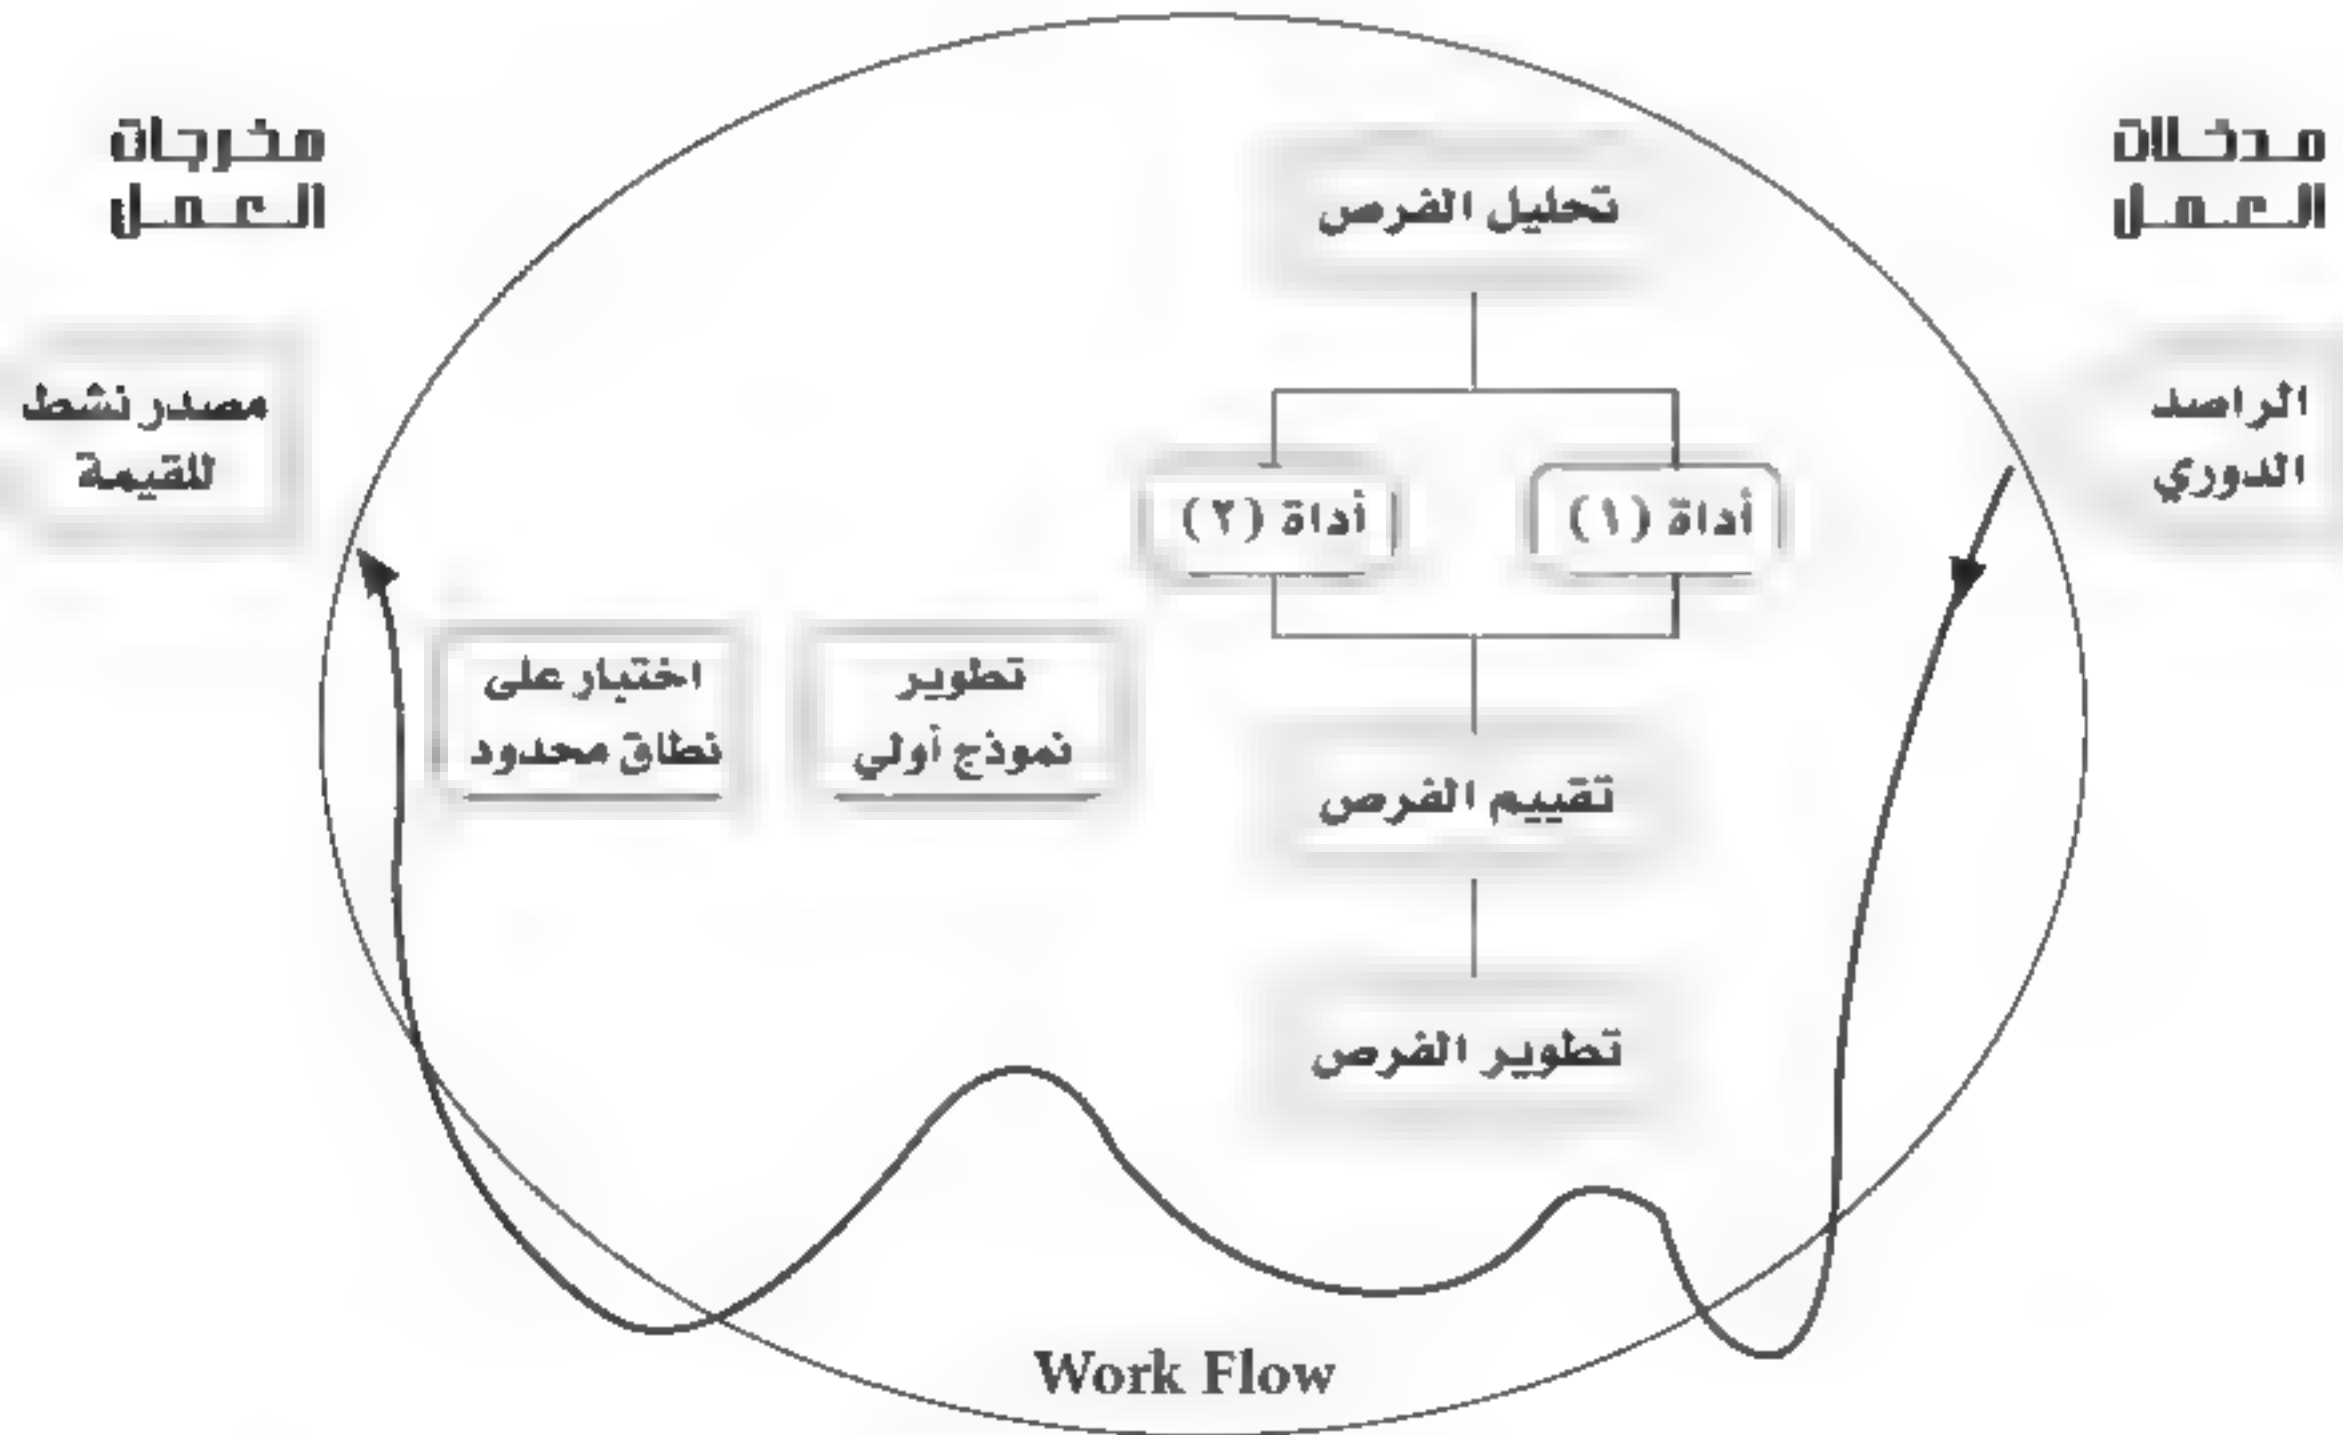 مدخلات
العمل
الراصد
الدوري
تحليل الفرص
أداة (١)
أداة (٢)
تقييم الفرص
تطوير الفرص
تطوير
نموذج أولي
اختبار على
نطاق محدود
مخرجات
العمل
مصدر نشط
للقيمة
Work Flow